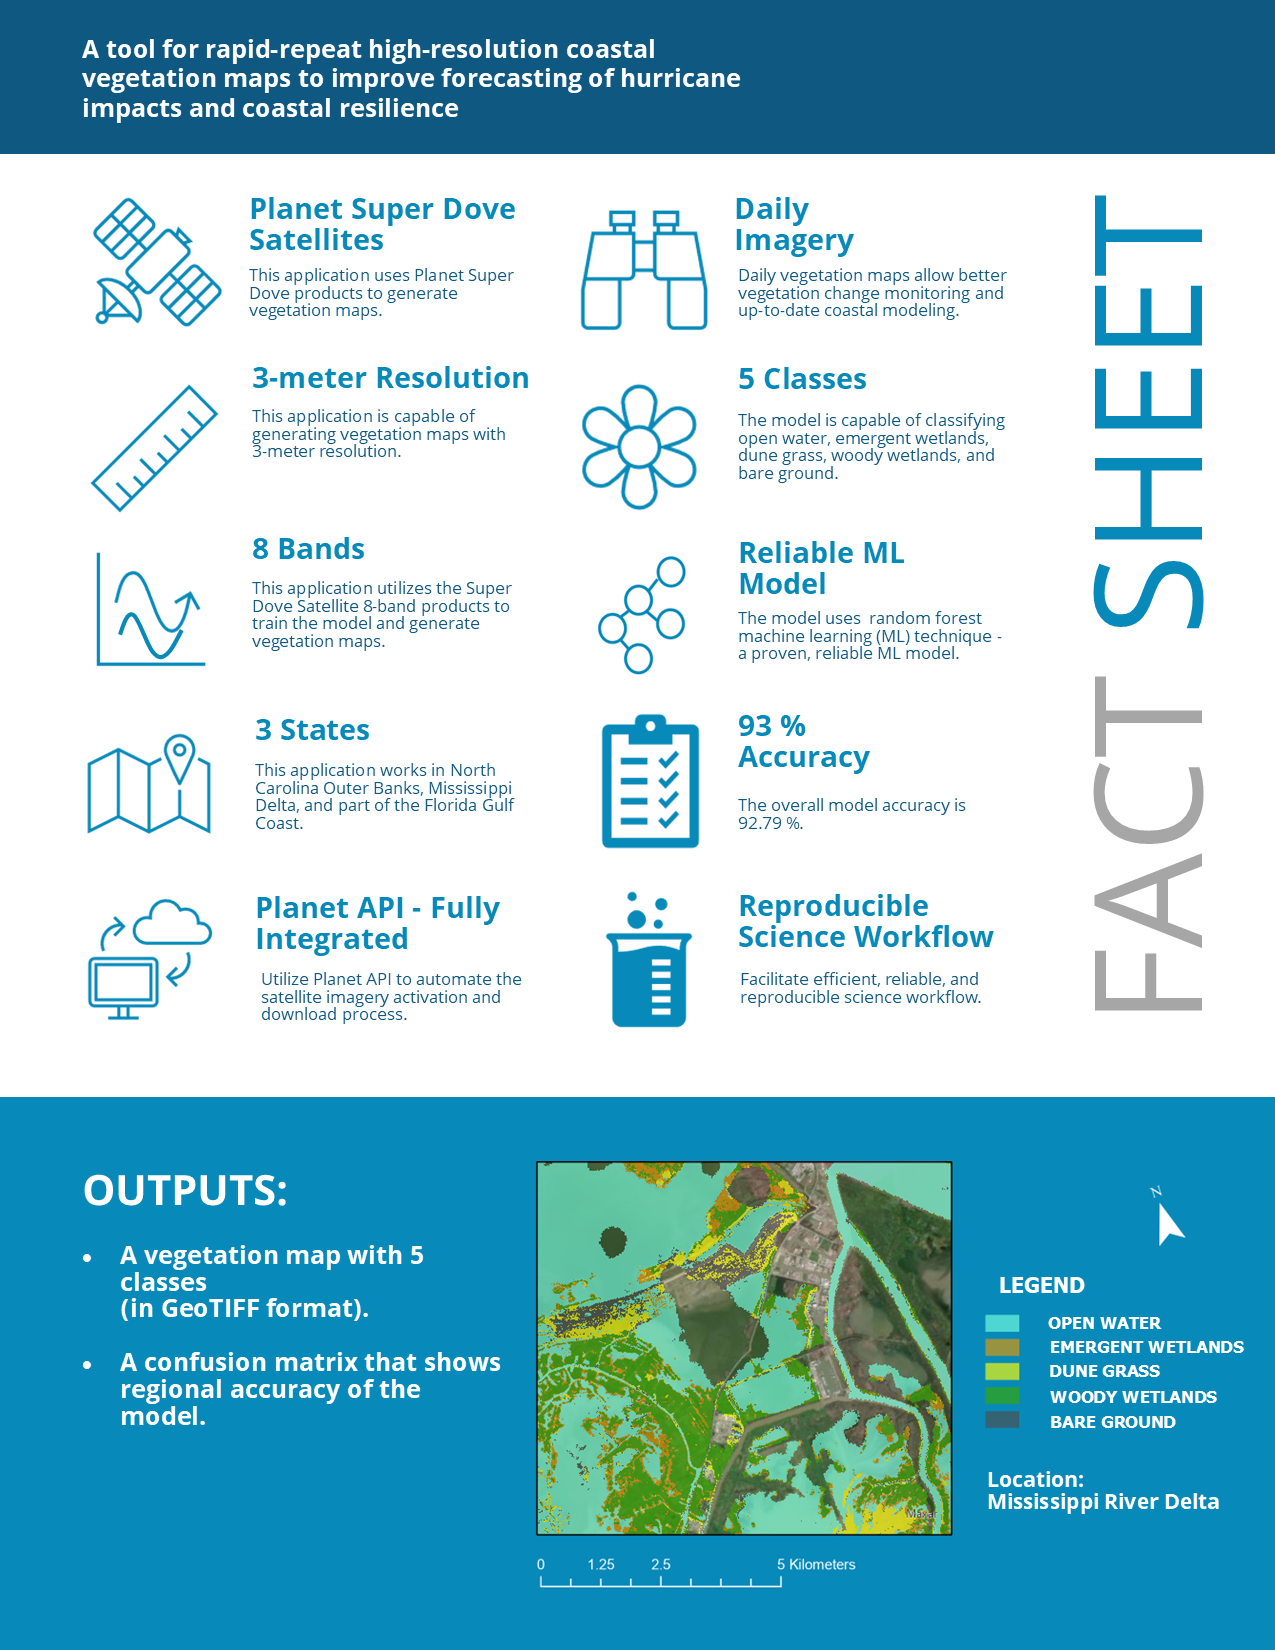 A tool for rapid-repeat high-resolution coastal
vegetation maps to improve forecasting of hurricane
impacts and coastal resilience
Planet Super Dove
Satellites
This application uses Planet Super
Dove products to generate
vegetation maps.
Daily
Imagery
Daily vegetation maps allow better
vegetation change monitoring and
up-to-date coastal modeling.
3-meter Resolution
This application is capable of
generating vegetation maps with
3-meter resolution.
5 Classes
The model is capable of classifying
open water, emergent wetlands,
dune grass, woody wetlands, and
bare ground.
8 Bands
This application utilizes the Super
Dove Satellite 8-band products to
train the model and generate
vegetation maps.
Reliable ML
Model
The model uses  random forest
machine learning (ML) technique -
a proven, reliable ML model.
3 States
This application works in North
Carolina Outer Banks, Mississippi
Delta, and part of the Florida Gulf
Coast.
93 %
Accuracy
The overall model accuracy is
92.79 %.
Planet API - Fully
Integrated
Utilize Planet API to automate the
satellite imagery activation and
download process.
Reproducible
Science Workflow
Facilitate efficient, reliable, and
reproducible science workflow.
FACT SHEET
OUTPUTS:
• A vegetation map with 5
classes
(in GeoTIFF format).
• A confusion matrix that shows
regional accuracy of the
model.
Maxar
0 1.25 2.5 5 Kilometers
N
LEGEND
OPEN WATER
EMERGENT WETLANDS
DUNE GRASS
WOODY WETLANDS
BARE GROUND
Location:
Mississippi River Delta